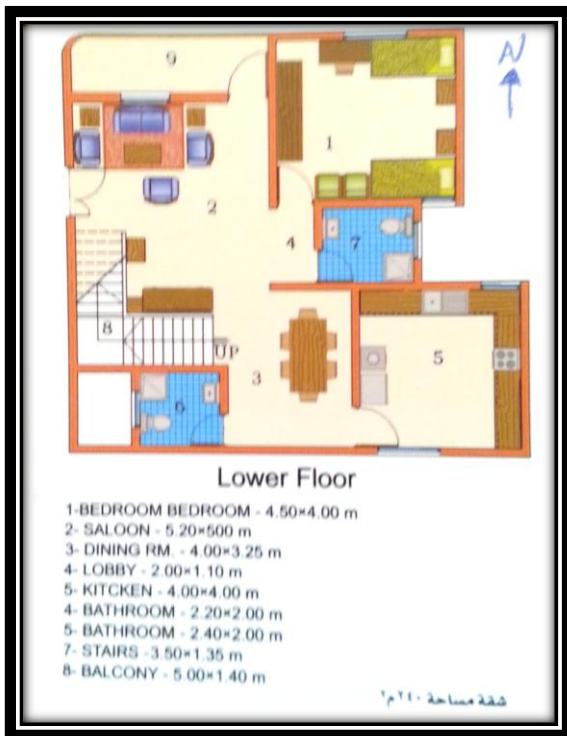 N
9
1
2
4
7
8
UP
5
3
6
Lower Floor
1-BEDROOM BEDROOM - 4.50×4.00 m
2- SALOON - 5.20×500 m
3- DINING RM. - 4.00×3.25 m
4- LOBBY - 2.00×1.10 m
5- KITCKEN - 4.00×4.00 m
4- BATHROOM - 2.20×2.00 m
5- BATHROOM - 2.40×2.00 m
7- STAIRS -3.50×1.35 m
8- BALCONY - 5.00×1.40 m
شقة مساحة ٢٤٠م٢